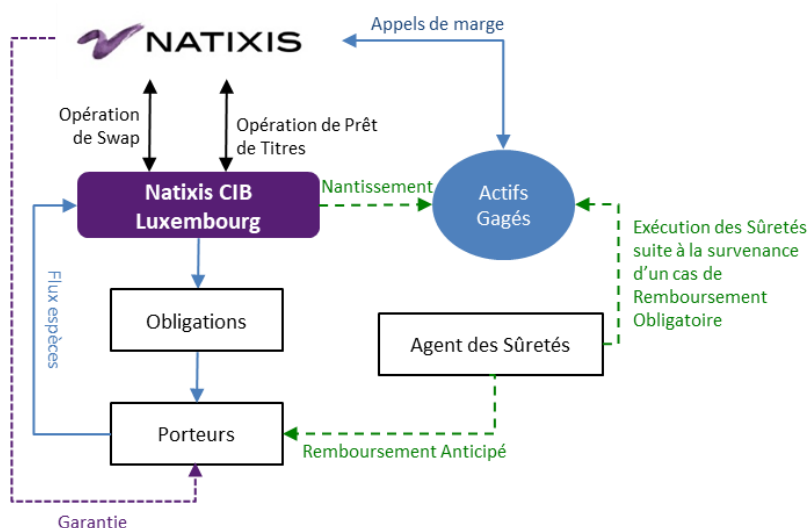 NATIXIS
Appels de marge
Opération
de Swap
Opération de Prêt
de Titres
Natixis CIB
Luxembourg
Nantissement
Actifs
Gagés
Exécution des Sûretés
suite à la survenance
d'un cas de
Remboursement
Obligatoire
Flux espèces
Obligations
Agent des Sûretés
Porteurs
Remboursement Anticipé
Garantie